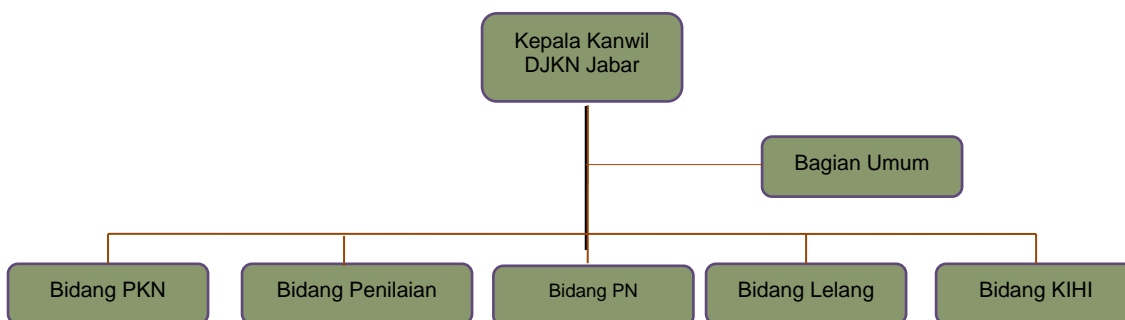 Kepala Kanwil
DJKN Jabar
Bagian Umum
Bidang PKN
Bidang Penilaian
Bidang PN
Bidang Lelang
Bidang KIHI